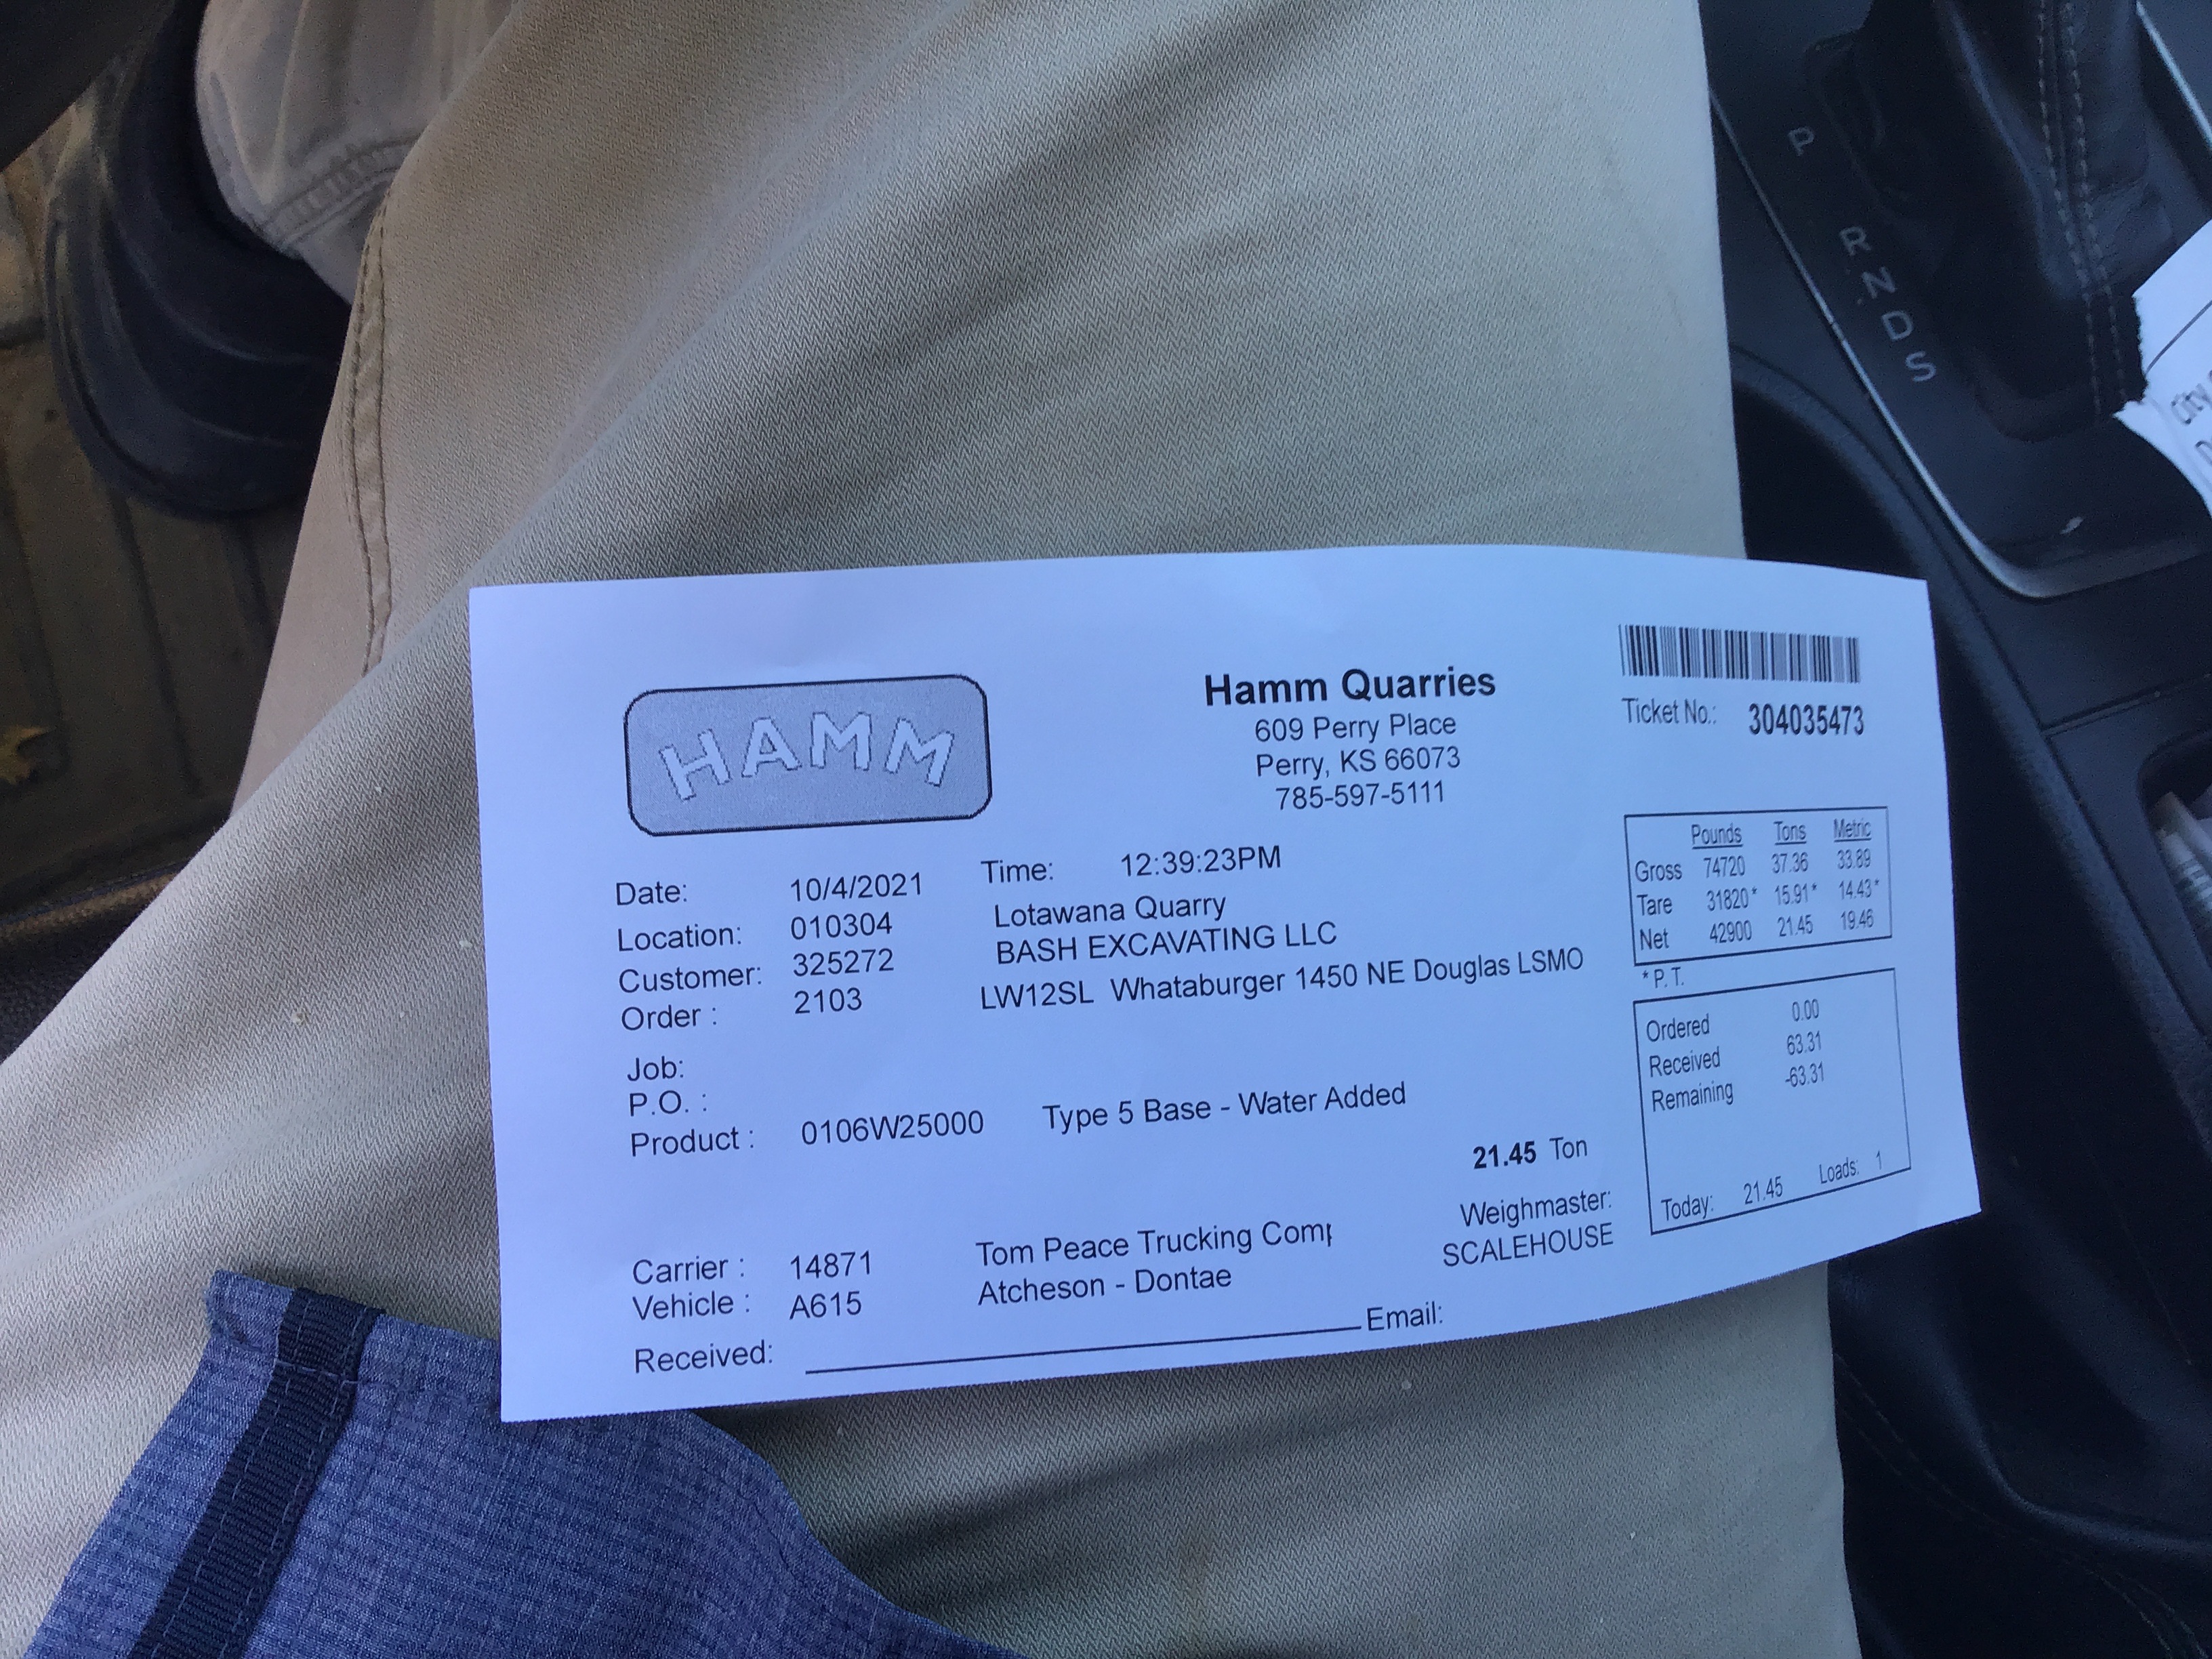 P
R
N
D
S
City
HAMM
Hamm Quarries
609 Perry Place
Perry, KS 66073
785-597-5111
Ticket No.: 304035473
Date: 10/4/2021 Time: 12:39:23PM
Location: 010304 Lotawana Quarry
Customer: 325272 BASH EXCAVATING LLC
Order : 2103 LW12SL Whataburger 1450 NE Douglas LSMO
Job:
P.O. :
Product : 0106W25000 Type 5 Base - Water Added
21.45 Ton
Weighmaster:
SCALEHOUSE
Carrier : 14871 Tom Peace Trucking Comp
Vehicle : A615 Atcheson - Dontae
Received: Email:
Pounds Tons Metric
Gross 74720 37.36 33.89
Tare 31820* 15.91* 14.43*
Net 42900 21.45 19.46
* P. T.
Ordered 0.00
Received 63.31
Remaining -63.31
Today: 21.45 Loads: 1